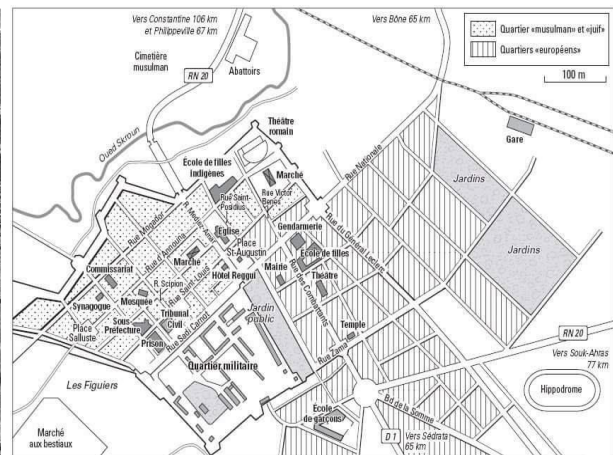 Vers Constantine 106 km
et Philippeville 67 km
Vers Bône 65 km
Quartier «musulman» et «juif»
Quartiers «européens»
100 m
Cimetière
musulman
RN 20
Abattoirs
Oued Skroun
Théâtre
romain
Gare
Rue Nationale
École de filles
indigènes
Marché
Jardins
Rue Saint-
Possidius
Rue Victor
Bernès
Rue Mogador
Rue d'Announa
Église
Place
St-Augustin
Gendarmerie
Rue du Général Leclerc
Jardins
École de filles
Commissariat
Marché
Hôtel Reggui
Mairie
Théâtre
Rue des Combattants
R. Scipion
Rue Saint Louis
Synagogue
Mosquée
Tribunal
Civil
Jardin
public
Place
Salluste
Sous
Préfecture
Prison
Rue Sadi Carnot
Temple
RN 20
Rue Zama
Vers Souk-Ahras
77 km
Quartier militaire
Les Figuiers
Hippodrome
École
de garçons
Bd de la Somme
Marché
aux bestiaux
D 1
Vers Sédrata
65 km